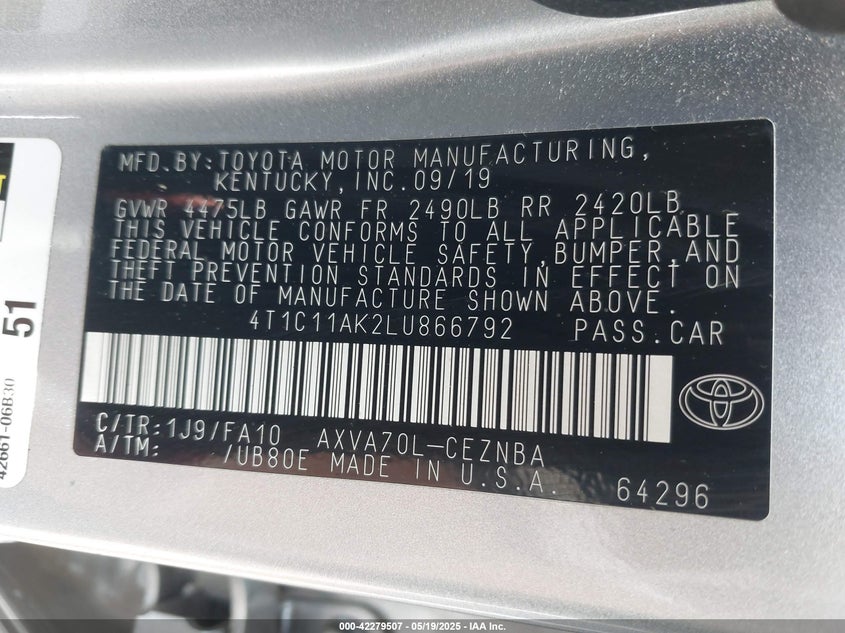 MFD. BY: TOYOTA MOTOR MANUFACTURING,
KENTUCKY, INC. 09/19
GVWR 4475LB GAWR FR 2490LB RR 2420LB
THIS VEHICLE CONFORMS TO ALL APPLICABLE
FEDERAL MOTOR VEHICLE SAFETY, BUMPER, AND
THEFT PREVENTION STANDARDS IN EFFECT ON
THE DATE OF MANUFACTURE SHOWN ABOVE.
4T1C11AK2LU866792 PASS. CAR
C/TR: 1J9/FA10 AXVA70L-CEZNBA
A/TM: /UB80E MADE IN U.S.A.
64296
51
42661-06B30
000-42279507 - 05/19/2025 - IAA Inc.